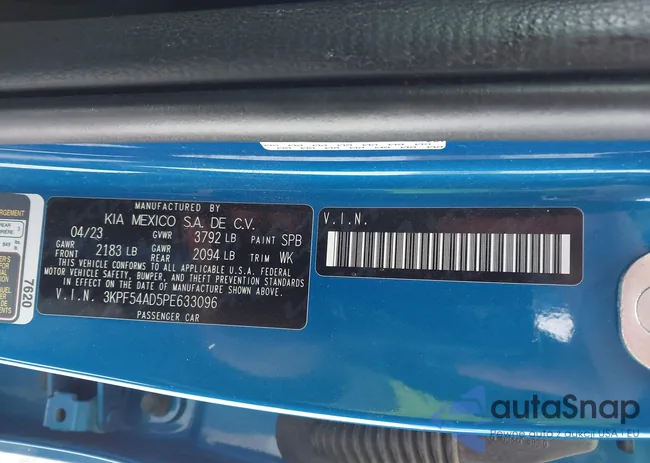 MANUFACTURED BY
KIA MEXICO S.A. DE C.V.
04/23 GVWR 3792 LB PAINT SPB
GAWR FRONT 2183 LB GAWR REAR 2094 LB TRIM WK
THIS VEHICLE CONFORMS TO ALL APPLICABLE U.S.A. FEDERAL
MOTOR VEHICLE SAFETY, BUMPER, AND THEFT PREVENTION STANDARDS
IN EFFECT ON THE DATE OF MANUFACTURE SHOWN ABOVE.
V.I.N. 3KPF54AD5PE633096
PASSENGER CAR
V.I.N.
7620
autoSnap